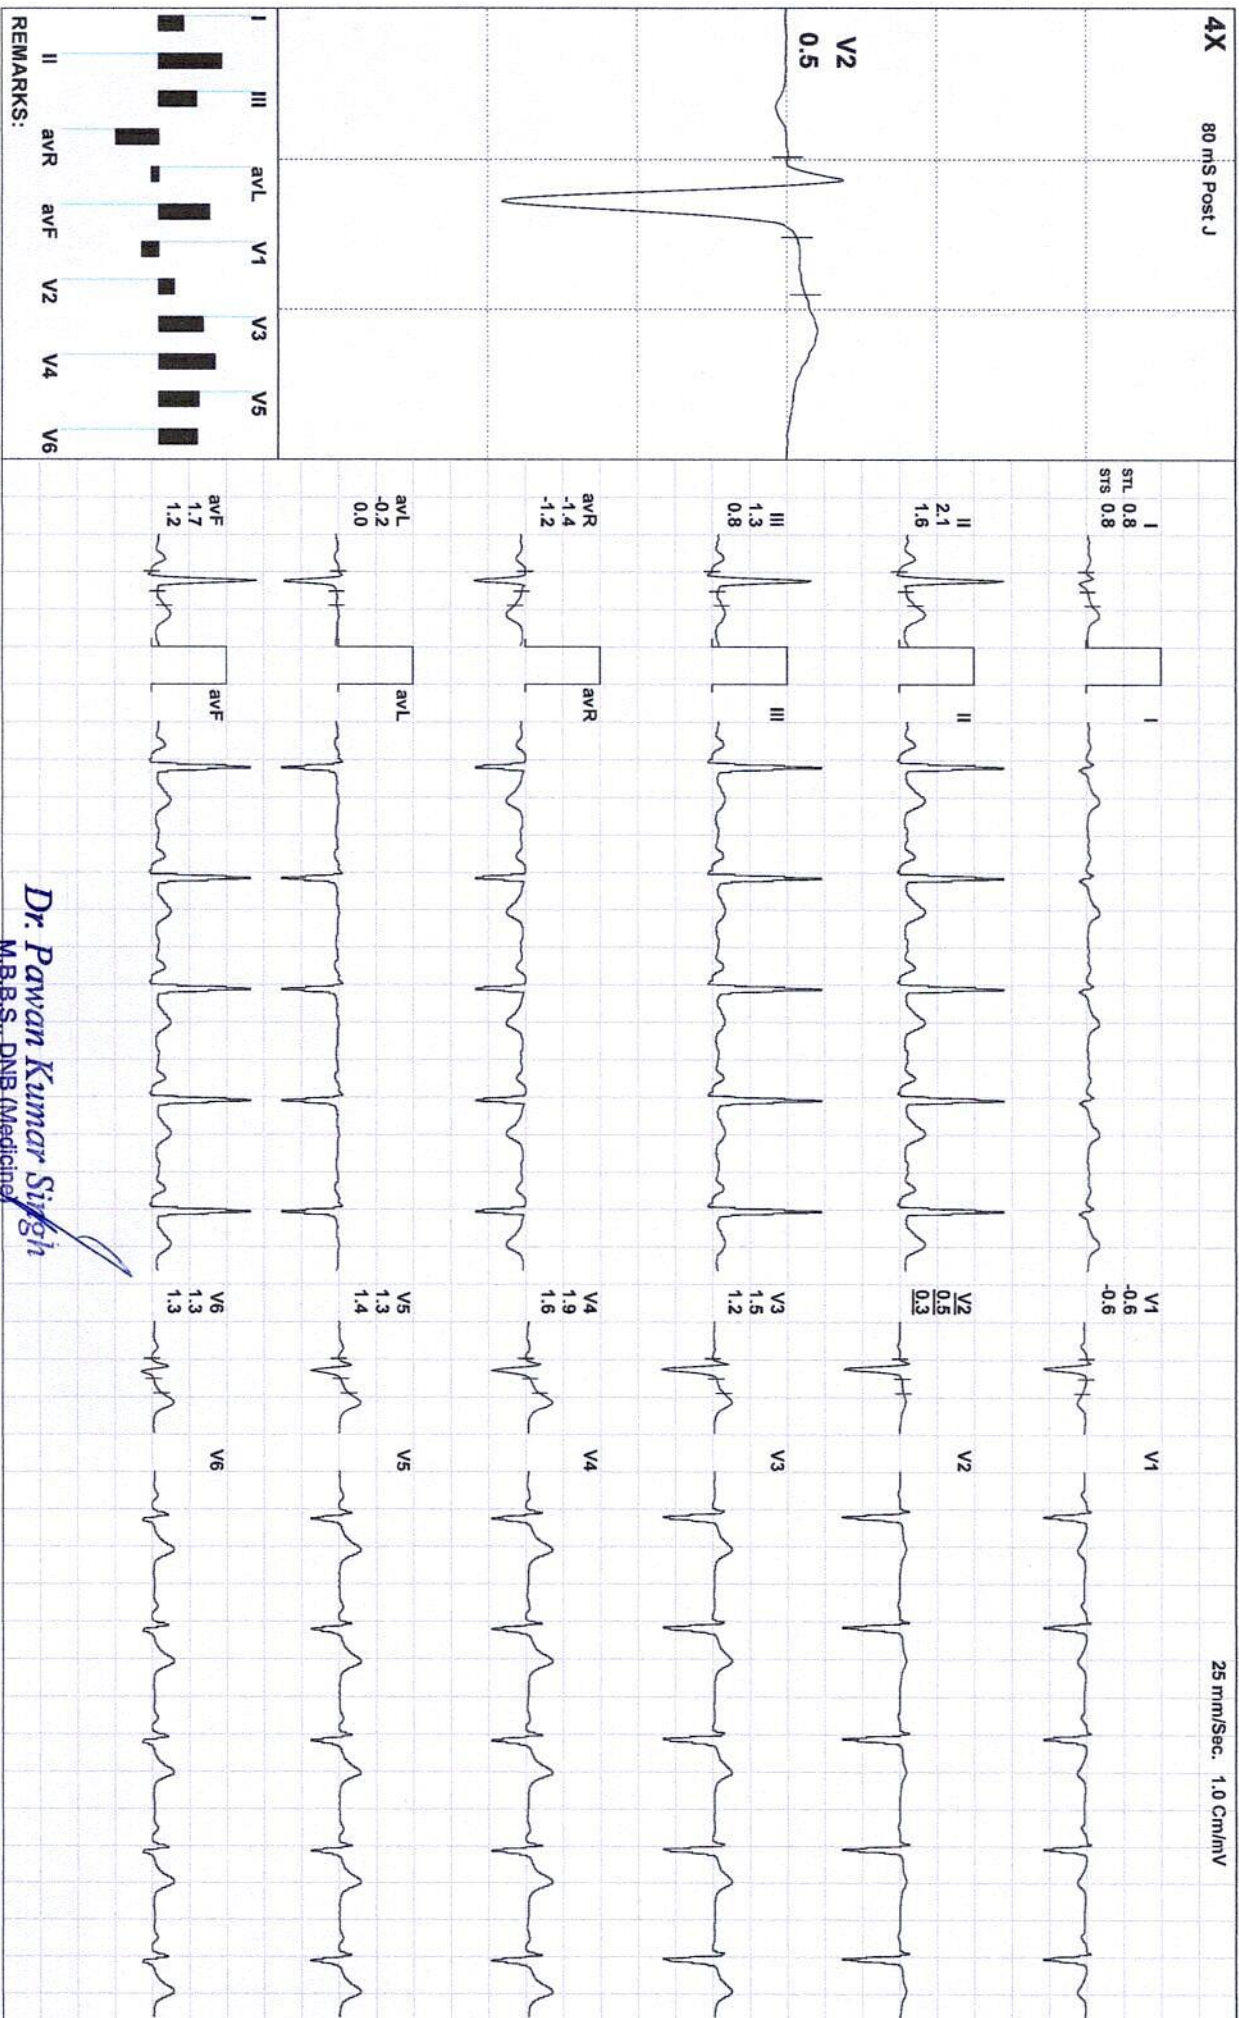 4X
80 mS Post J
25 mm/Sec. 1.0 Cm/mV
V2
0.5
I
STL 0.8
STS 0.8
I
V1
-0.6
-0.6
V1
II
2.1
1.6
II
V2
0.5
0.3
V2
III
1.3
0.8
III
V3
1.5
1.2
V3
avR
-1.4
-1.2
avR
V4
1.9
1.6
V4
avL
-0.2
0.0
avL
V5
1.3
1.4
V5
avF
1.7
1.2
avF
V6
1.3
1.3
V6
I III avL V1 V3 V5
II avR avF V2 V4 V6
REMARKS:
Dr. Pawan Kumar Singh
M.B.B.S., DNB (Medicine)